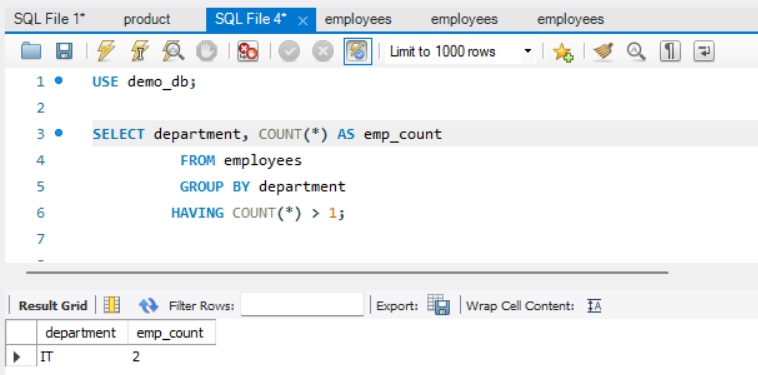 SQL File 1* product SQL File 4* × employees employees employees
Limit to 1000 rows
1 USE demo_db;
2
3 SELECT department, COUNT(*) AS emp_count
4 FROM employees
5 GROUP BY department
6 HAVING COUNT(*) > 1;
7
Result Grid Filter Rows: Export: Wrap Cell Content: IA
department emp_count
IT 2